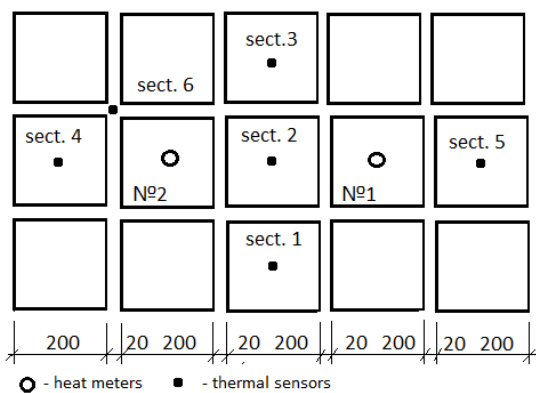 sect.3
sect. 6
sect. 4
sect. 2
sect. 5
№2
№1
sect. 1
200 20 200 20 200 20 200 20 200
- heat meters - thermal sensors